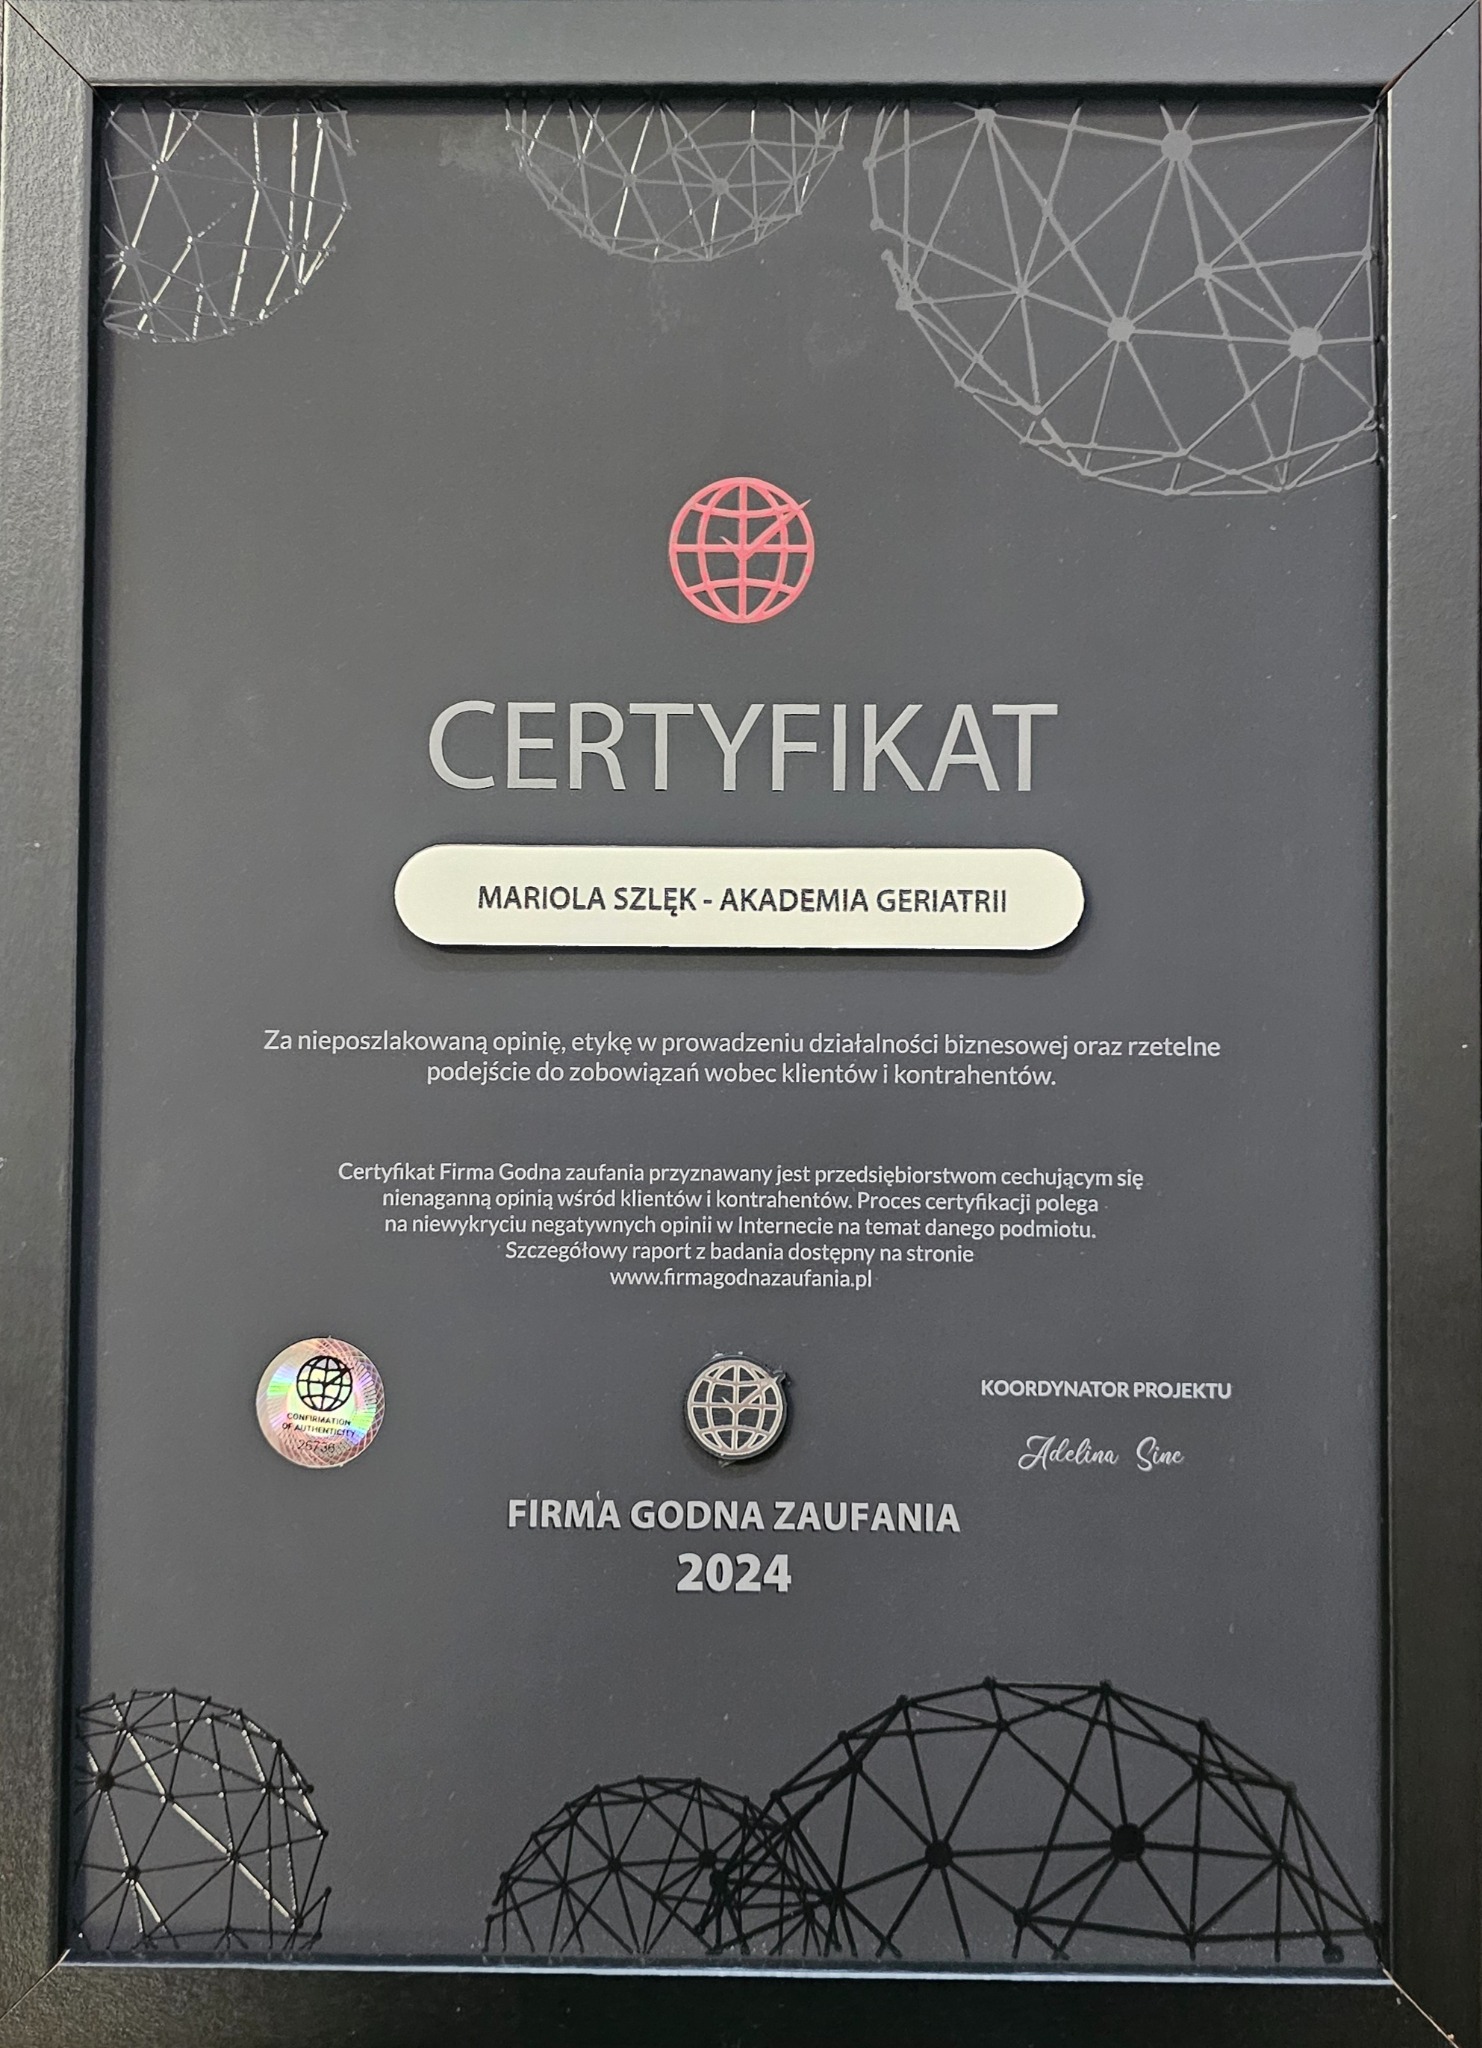 CERTYFIKAT
MARIOLA SZLĘK - AKADEMIA GERIATRII
Za nieposzlakowaną opinię, etykę w prowadzeniu działalności biznesowej oraz rzetelne
podejście do zobowiązań wobec klientów i kontrahentów.
Certyfikat Firma Godna zaufania przyznawany jest przedsiębiorstwom cechującym się
nienaganną opinią wśród klientów i kontrahentów. Proces certyfikacji polega
na niewykryciu negatywnych opinii w Internecie na temat danego podmiotu.
Szczegółowy raport z badania dostępny na stronie
www.firmagodnazaufania.pl
CONFIRMATION
OF AUTHENTICITY
KOORDYNATOR PROJEKTU
Adelina Sinc
FIRMA GODNA ZAUFANIA
2024